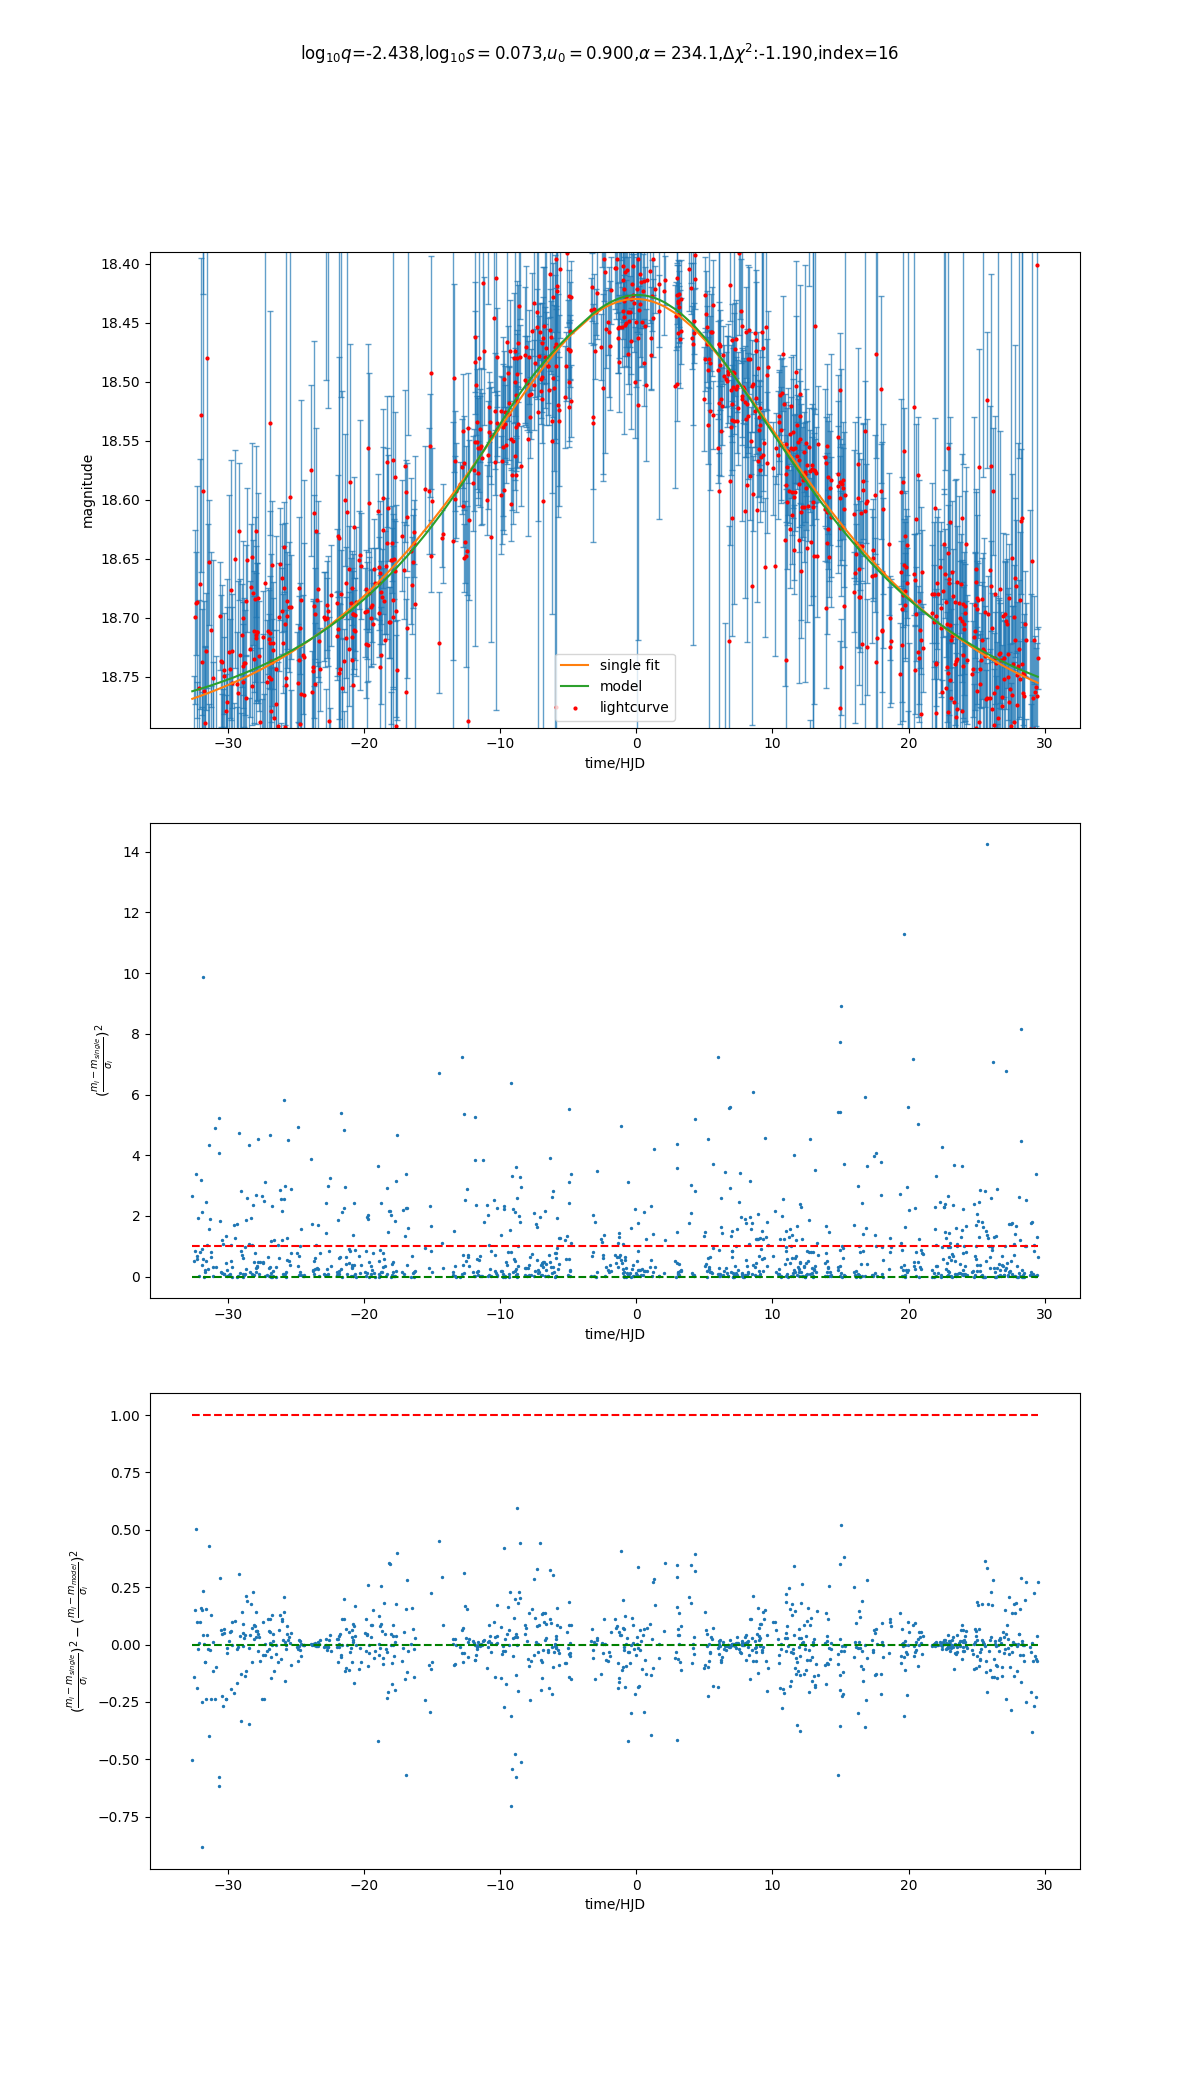 log₁₀q=-2.438,log₁₀s = 0.073,u₀ = 0.900,α = 234.1,Δχ²:-1.190,index=16
18.40
18.45
18.50
18.55
18.60
18.65
18.70
18.75
magnitude
single fit
model
lightcurve
−30 −20 −10 0 10 20 30
time/HJD
14
12
10
8
6
4
2
0
((mᵢ − m_single)/σᵢ)²
−30 −20 −10 0 10 20 30
time/HJD
1.00
0.75
0.50
0.25
0.00
−0.25
−0.50
−0.75
((mᵢ − m_single)/σᵢ)² − ((mᵢ − m_model)/σᵢ)²
−30 −20 −10 0 10 20 30
time/HJD